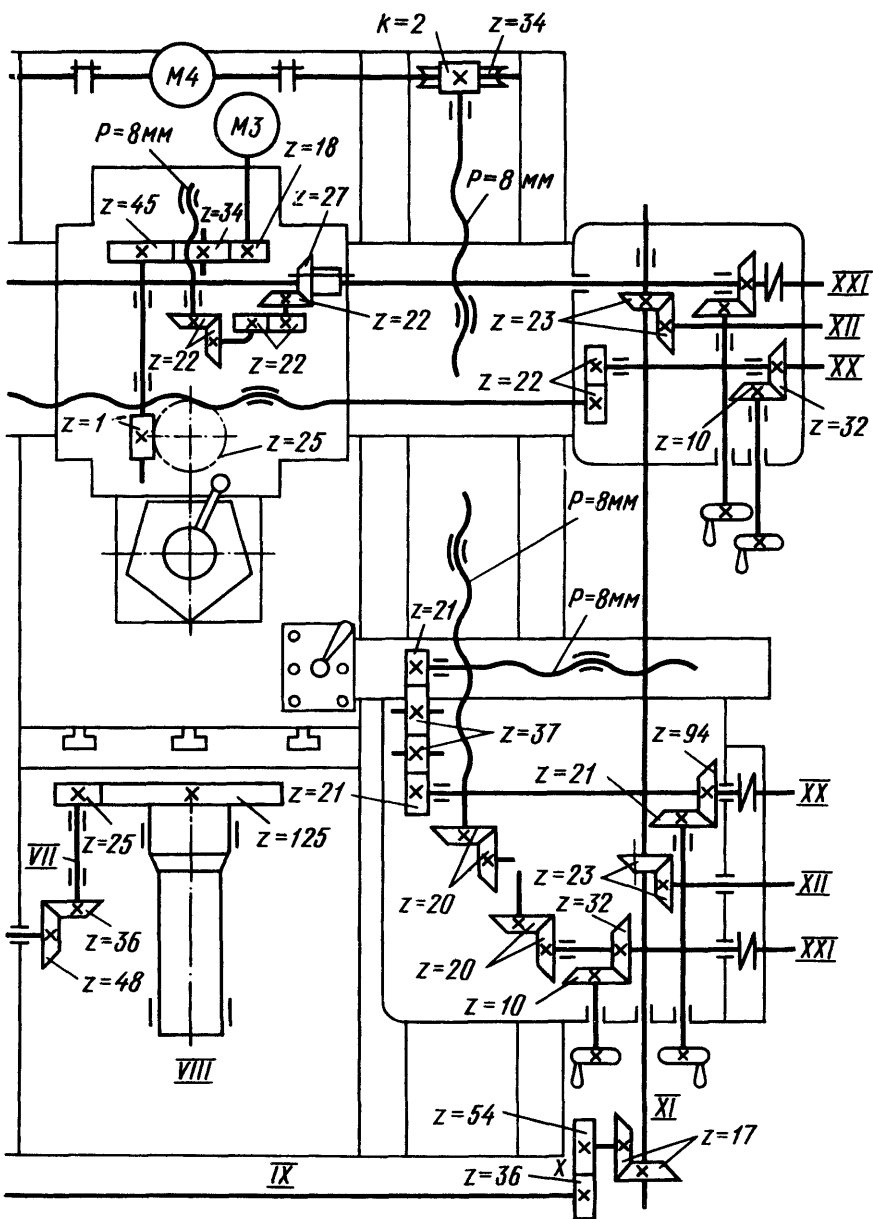 K=2
z=34
M4
M3
P=8мм
z=18
z=27
z=45
z=34
P=8 мм
z=22
z=22
z=22
z=23
XXI
XII
XX
z=22
z=1
z=25
z=10
z=32
P=8мм
z=21
P=8мм
z=37
z=94
z=21
z=21
XX
z=25
z=125
VII
z=23
XII
z=20
z=32
z=36
z=20
XXI
z=48
z=10
VIII
z=54
XI
z=17
IX
z=36
X